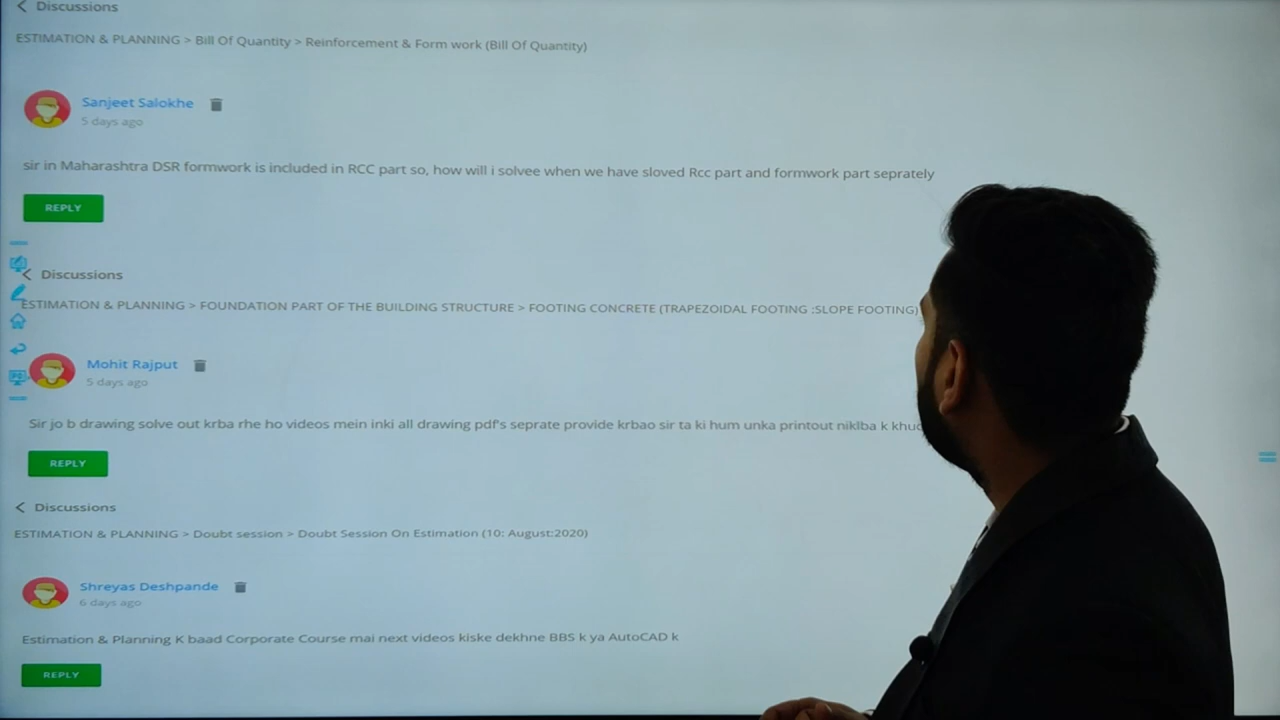 Discussions
ESTIMATION & PLANNING > Bill Of Quantity > Reinforcement & Form work (Bill Of Quantity)
Sanjeet Salokhe
5 days ago
sir in Maharashtra DSR formwork is included in RCC part so, how will i solvee when we have sloved Rcc part and formwork part seprately
REPLY
Discussions
ESTIMATION & PLANNING > FOUNDATION PART OF THE BUILDING STRUCTURE > FOOTING CONCRETE (TRAPEZOIDAL FOOTING :SLOPE FOOTING)
Mohit Rajput
5 days ago
Sir jo b drawing solve out krba rhe ho videos mein inki all drawing pdf's seprate provide krbao sir ta ki hum unka printout niklba k
REPLY
Discussions
ESTIMATION & PLANNING > Doubt session > Doubt Session On Estimation (10: August:2020)
Shreyas Deshpande
6 days ago
Estimation & Planning K baad Corporate Course mai next videos kiske dekhne BBS k ya AutoCAD k
REPLY